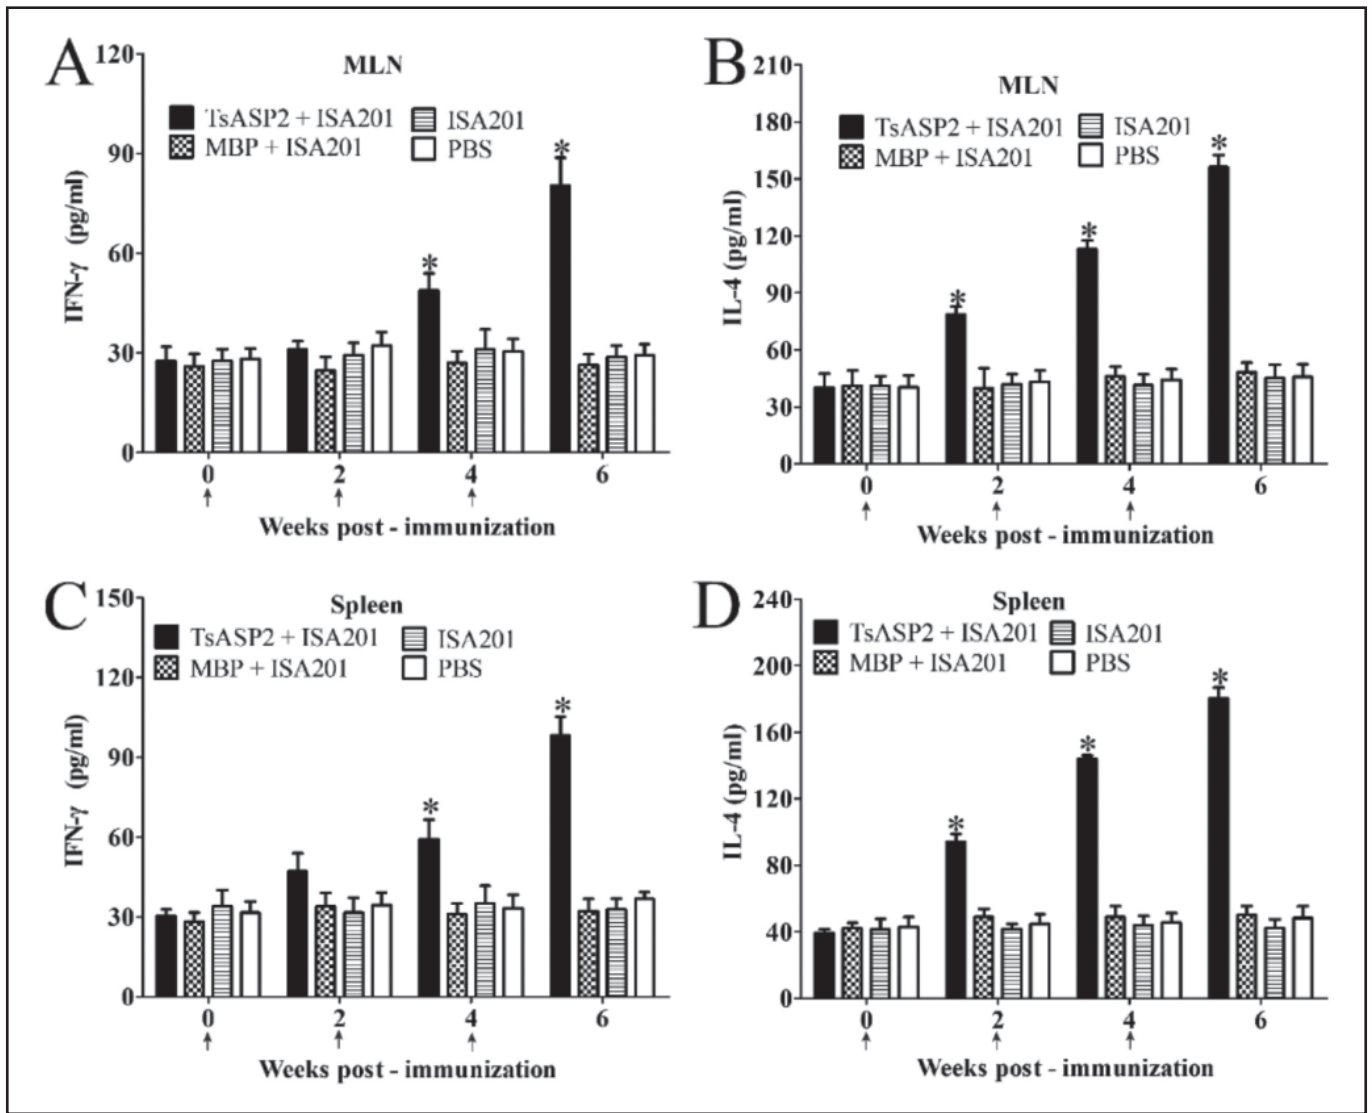 A
MLN
120
90
60
30
0
IFN-γ (pg/ml)
TsASP2 + ISA201
MBP + ISA201
ISA201
PBS
*
*
0 2 4 6
↑ ↑ ↑
Weeks post - immunization
B
MLN
210
180
150
120
90
60
30
0
IL-4 (pg/ml)
TsASP2 + ISA201
MBP + ISA201
ISA201
PBS
*
*
*
0 2 4 6
↑ ↑ ↑
Weeks post - immunization
C
Spleen
150
120
90
60
30
0
IFN-γ (pg/ml)
TsASP2 + ISA201
MBP + ISA201
ISA201
PBS
*
*
0 2 4 6
↑ ↑ ↑
Weeks post - immunization
D
Spleen
240
200
160
120
80
40
0
IL-4 (pg/ml)
TsASP2 + ISA201
MBP + ISA201
ISA201
PBS
*
*
*
0 2 4 6
↑ ↑ ↑
Weeks post - immunization